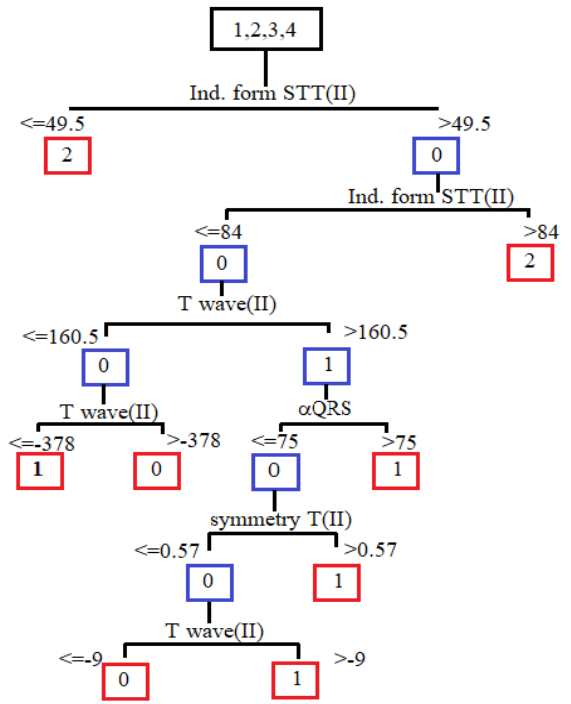 1,2,3,4
Ind. form STT(II)
<=49.5 >49.5
2 0
Ind. form STT(II)
<=84 >84
0 2
T wave(II)
<=160.5 >160.5
0 1
T wave(II) αQRS
<=-378 >-378 <=75 >75
1 0 0 1
symmetry T(II)
<=0.57 >0.57
0 1
T wave(II)
<=-9 >-9
0 1